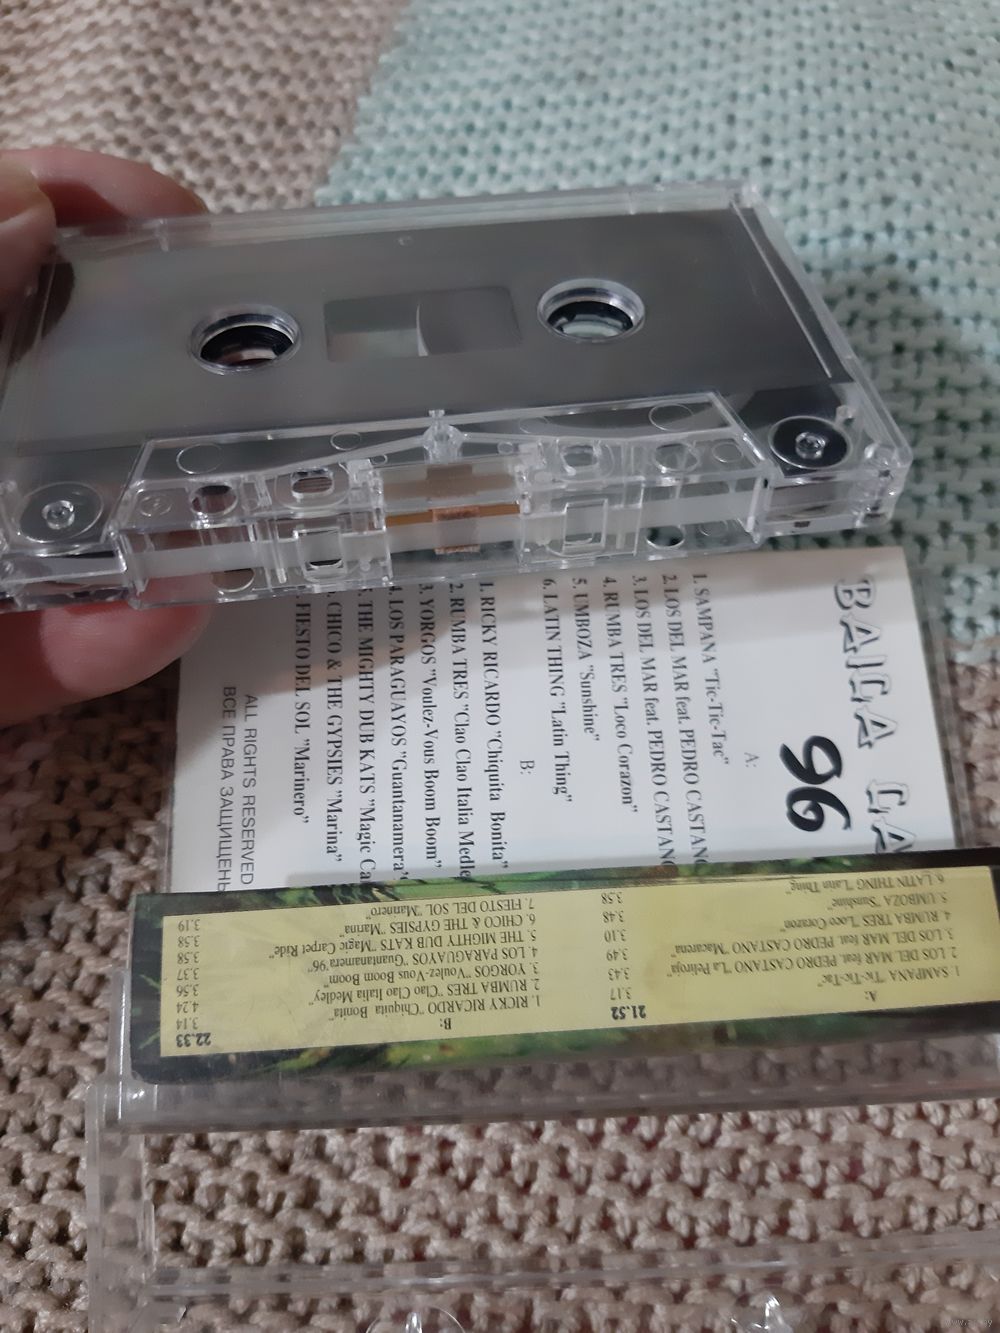 BAILA LA
96
A:
1. SAMPANA "Tic-Tic-Tac"
2. LOS DEL MAR feat. PEDRO CASTANO
3. LOS DEL MAR feat. PEDRO CASTANO
4. RUMBA TRES "Loco Corazon"
5. UMBOZA "Sunshine"
6. LATIN THING "Latin Thing"
B:
1. RICKY RICARDO "Chiquita Bonita"
2. RUMBA TRES "Clao Clao Italia Medle
3. YORGOS "Voulez-Vous Boom Boom"
4. LOS PARAGUAYOS "Guantanamera'
THE MIGHTY DUB KATS "Magic Ca
CHICO & THE GYPSIES "Marina"
FIESTO DEL SOL "Marinero"
ALL RIGHTS RESERVED
ВСЕ ПРАВА ЗАЩИЩЕНЫ
A: 21.52
1. SAMPANA "Tic-Tic-Tac" 3.17
2. LOS DEL MAR feat. PEDRO CASTANO "La Peliroja" 3.43
3. LOS DEL MAR feat. PEDRO CASTANO "Macarena" 3.49
4. RUMBA TRES "Loco Corazon" 3.10
5. UMBOZA "Sunshine" 3.48
6. LATIN THING "Latin Thing" 3.58
B: 22.33
1. RICKY RICARDO "Chiquita Bonita" 3.14
2. RUMBA TRES "Clao Clao Italia Medley" 4.24
3. YORGOS "Voulez-Vous Boom Boom" 3.56
4. LOS PARAGUAYOS "Guantanamera'96" 3.37
5. THE MIGHTY DUB KATS "Magic Carpet Ride" 3.58
6. CHICO & THE GYPSIES "Marina" 3.58
7. FIESTO DEL SOL "Marinero" 3.19